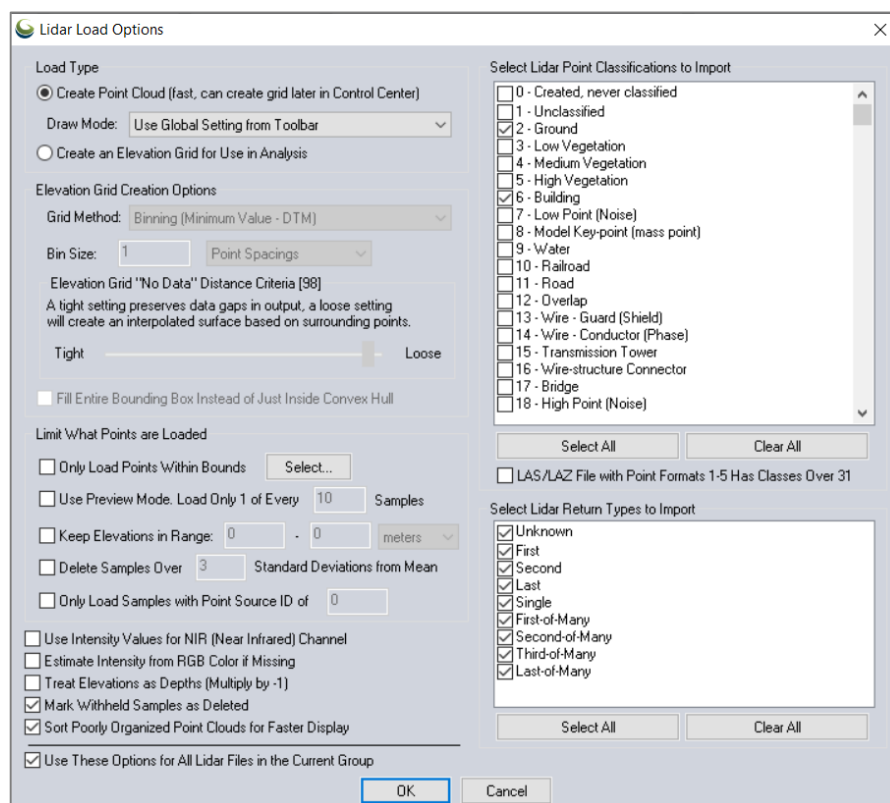 Lidar Load Options
Load Type
Create Point Cloud (fast, can create grid later in Control Center)
Draw Mode: Use Global Setting from Toolbar
Create an Elevation Grid for Use in Analysis
Elevation Grid Creation Options
Grid Method: Binning (Minimum Value - DTM)
Bin Size: 1 Point Spacings
Elevation Grid "No Data" Distance Criteria [98]
A tight setting preserves data gaps in output, a loose setting
will create an interpolated surface based on surrounding points.
Tight Loose
Fill Entire Bounding Box Instead of Just Inside Convex Hull
Limit What Points are Loaded
Only Load Points Within Bounds Select...
Use Preview Mode. Load Only 1 of Every 10 Samples
Keep Elevations in Range: 0 - 0 meters
Delete Samples Over 3 Standard Deviations from Mean
Only Load Samples with Point Source ID of 0
Use Intensity Values for NIR (Near Infrared) Channel
Estimate Intensity from RGB Color if Missing
Treat Elevations as Depths (Multiply by -1)
Mark Withheld Samples as Deleted
Sort Poorly Organized Point Clouds for Faster Display
Use These Options for All Lidar Files in the Current Group
Select Lidar Point Classifications to Import
0 - Created, never classified
1 - Unclassified
2 - Ground
3 - Low Vegetation
4 - Medium Vegetation
5 - High Vegetation
6 - Building
7 - Low Point (Noise)
8 - Model Key-point (mass point)
9 - Water
10 - Railroad
11 - Road
12 - Overlap
13 - Wire - Guard (Shield)
14 - Wire - Conductor (Phase)
15 - Transmission Tower
16 - Wire-structure Connector
17 - Bridge
18 - High Point (Noise)
Select All Clear All
LAS/LAZ File with Point Formats 1-5 Has Classes Over 31
Select Lidar Return Types to Import
Unknown
First
Second
Last
Single
First-of-Many
Second-of-Many
Third-of-Many
Last-of-Many
Select All Clear All
OK Cancel